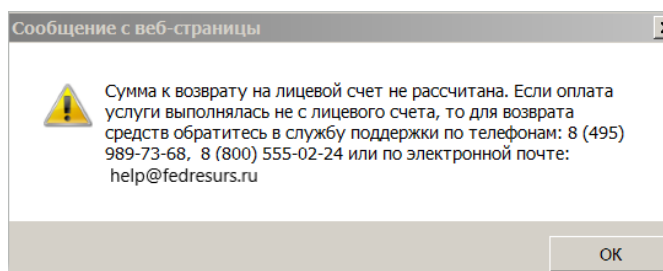 Сообщение с веб-страницы
Сумма к возврату на лицевой счет не рассчитана. Если оплата
услуги выполнялась не с лицевого счета, то для возврата
средств обратитесь в службу поддержки по телефонам: 8 (495)
989-73-68, 8 (800) 555-02-24 или по электронной почте:
help@fedresurs.ru
ОК